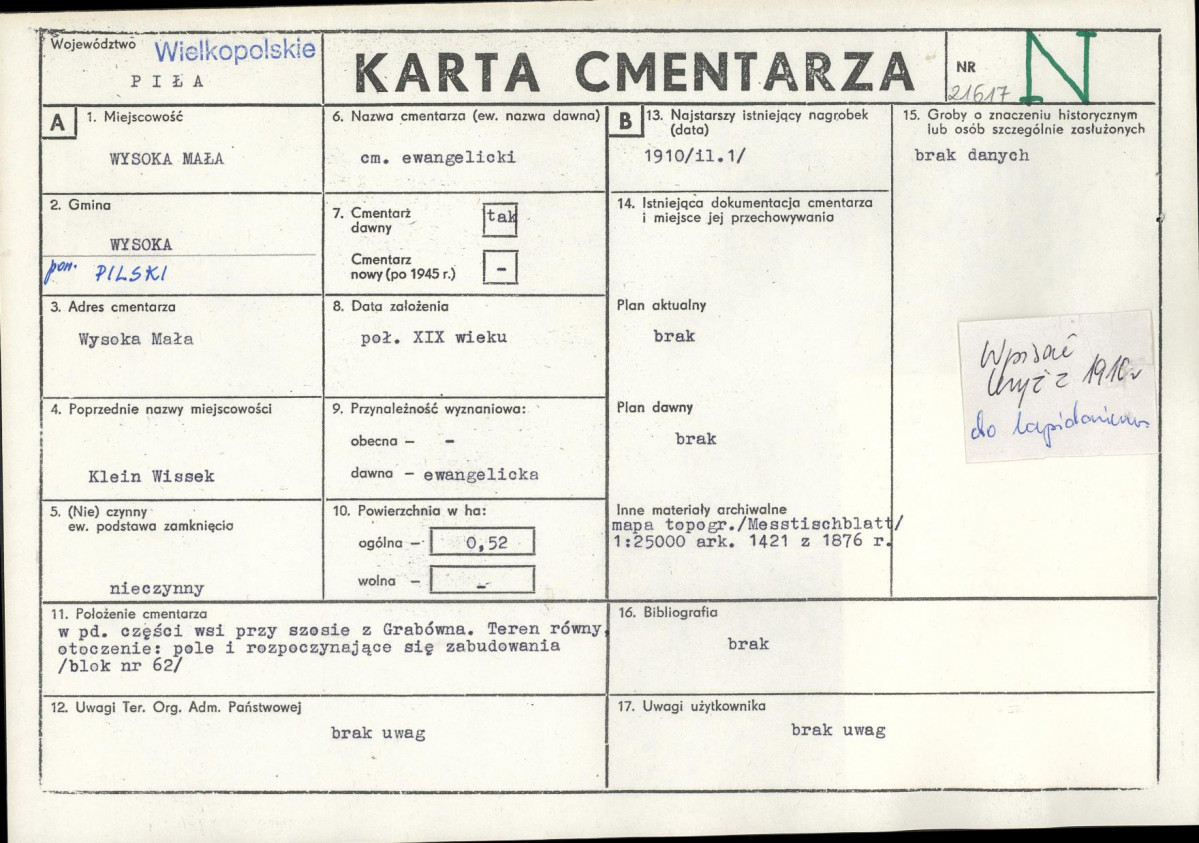 Województwo Wielkopolskie
PIŁA
KARTA CMENTARZA
NR
21617
N
A
1. Miejscowość
WYSOKA MAŁA
2. Gmina
WYSOKA
pow. PILSKI
3. Adres cmentarza
Wysoka Mała
4. Poprzednie nazwy miejscowości
Klein Wissek
5. (Nie) czynny
ew. podstawa zamknięcia
nieczynny
6. Nazwa cmentarza (ew. nazwa dawna)
cm. ewangelicki
7. Cmentarz
dawny
tak
Cmentarz
nowy (po 1945 r.)
-
8. Data założenia
poł. XIX wieku
9. Przynależność wyznaniowa:
obecna – -
dawna – ewangelicka
10. Powierzchnia w ha:
ogólna – 0,52
wolna – -
11. Położenie cmentarza
w pd. części wsi przy szosie z Grabówna. Teren równy,
otoczenie: pole i rozpoczynające się zabudowania
/blok nr 62/
12. Uwagi Ter. Org. Adm. Państwowej
brak uwag
B
13. Najstarszy istniejący nagrobek
(data)
1910/il.1/
14. Istniejąca dokumentacja cmentarza
i miejsce jej przechowywania
Plan aktualny
brak
Plan dawny
brak
Inne materiały archiwalne
mapa topogr./Messtischblatt/
1:25000 ark. 1421 z 1876 r.
15. Groby o znaczeniu historycznym
lub osób szczególnie zasłużonych
brak danych
Wpisać
krzyż z 1910r
do lapidarium
16. Bibliografia
brak
17. Uwagi użytkownika
brak uwag